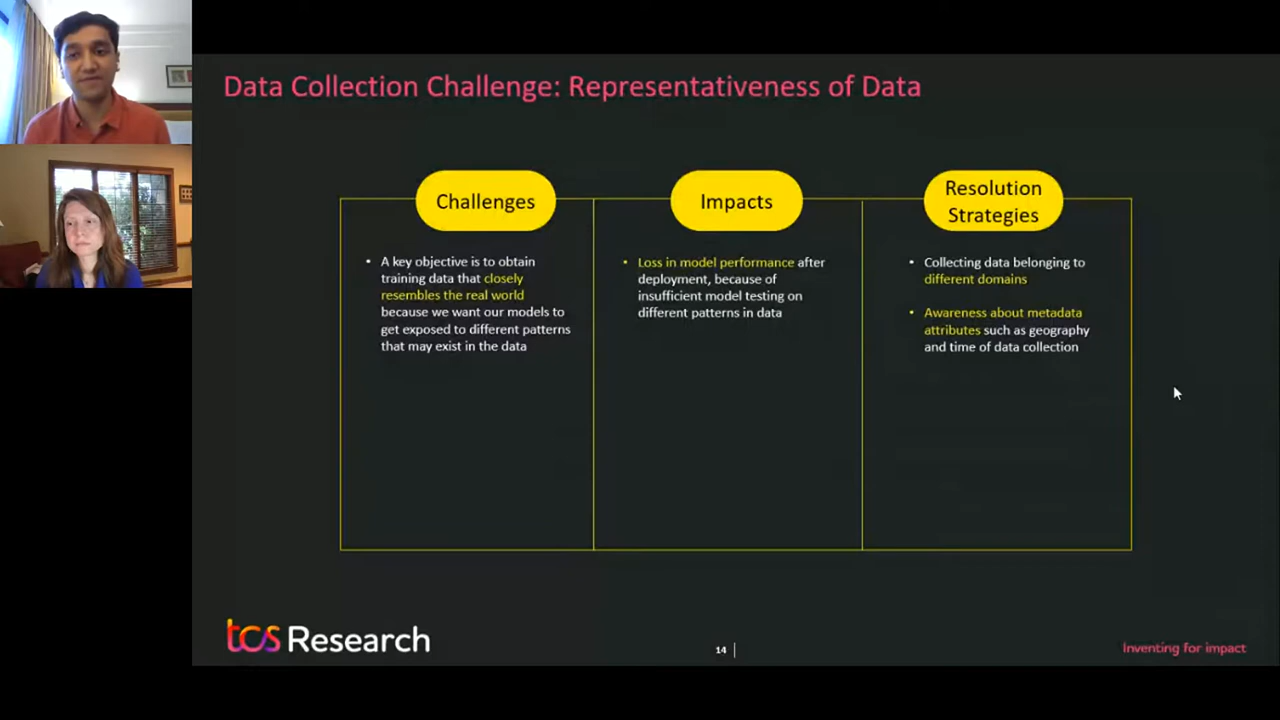 Data Collection Challenge: Representativeness of Data
Challenges
• A key objective is to obtain
training data that closely
resembles the real world
because we want our models to
get exposed to different patterns
that may exist in the data
Impacts
• Loss in model performance after
deployment, because of
insufficient model testing on
different patterns in data
Resolution
Strategies
• Collecting data belonging to
different domains
• Awareness about metadata
attributes such as geography
and time of data collection
tcs Research
14
Inventing for impact